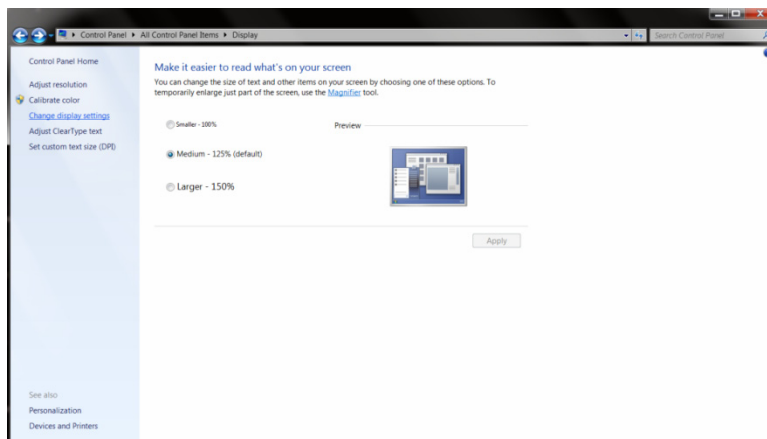 Control Panel ▸ All Control Panel Items ▸ Display
Search Control Panel
Control Panel Home
Adjust resolution
Calibrate color
Change display settings
Adjust ClearType text
Set custom text size (DPI)
Make it easier to read what's on your screen
You can change the size of text and other items on your screen by choosing one of these options. To
temporarily enlarge just part of the screen, use the Magnifier tool.
Smaller - 100%
Preview
Medium - 125% (default)
Larger - 150%
Apply
See also
Personalization
Devices and Printers